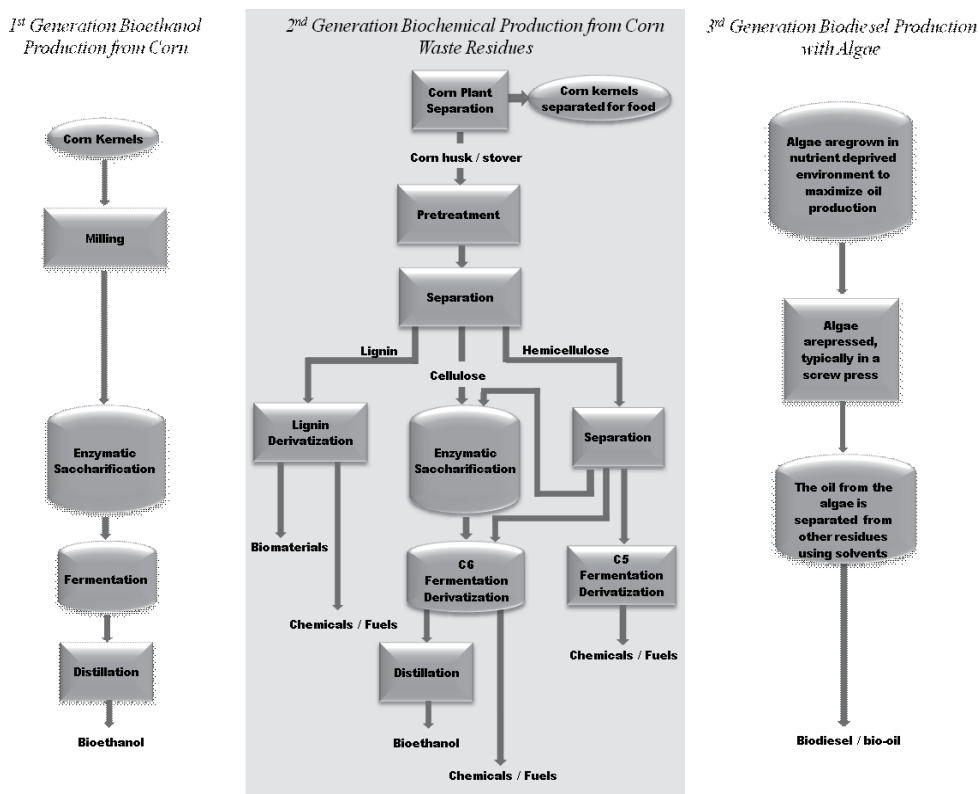 1st Generation Bioethanol
Production from Corn
Corn Kernels
Milling
Enzymatic
Saccharification
Fermentation
Distillation
Bioethanol
2nd Generation Biochemical Production from Corn
Waste Residues
Corn Plant
Separation
Corn kernels
separated for food
Corn husk / stover
Pretreatment
Separation
Lignin
Cellulose
Hemicellulose
Lignin
Derivatization
Enzymatic
Saccharification
Separation
Biomaterials
Chemicals / Fuels
C6
Fermentation
Derivatization
C5
Fermentation
Derivatization
Chemicals / Fuels
Distillation
Bioethanol
Chemicals / Fuels
3rd Generation Biodiesel Production
with Algae
Algae aregrown in
nutrient deprived
environment to
maximize oil
production
Algae
arepressed,
typically in a
screw press
The oil from the
algae is
separated from
other residues
using solvents
Biodiesel / bio-oil